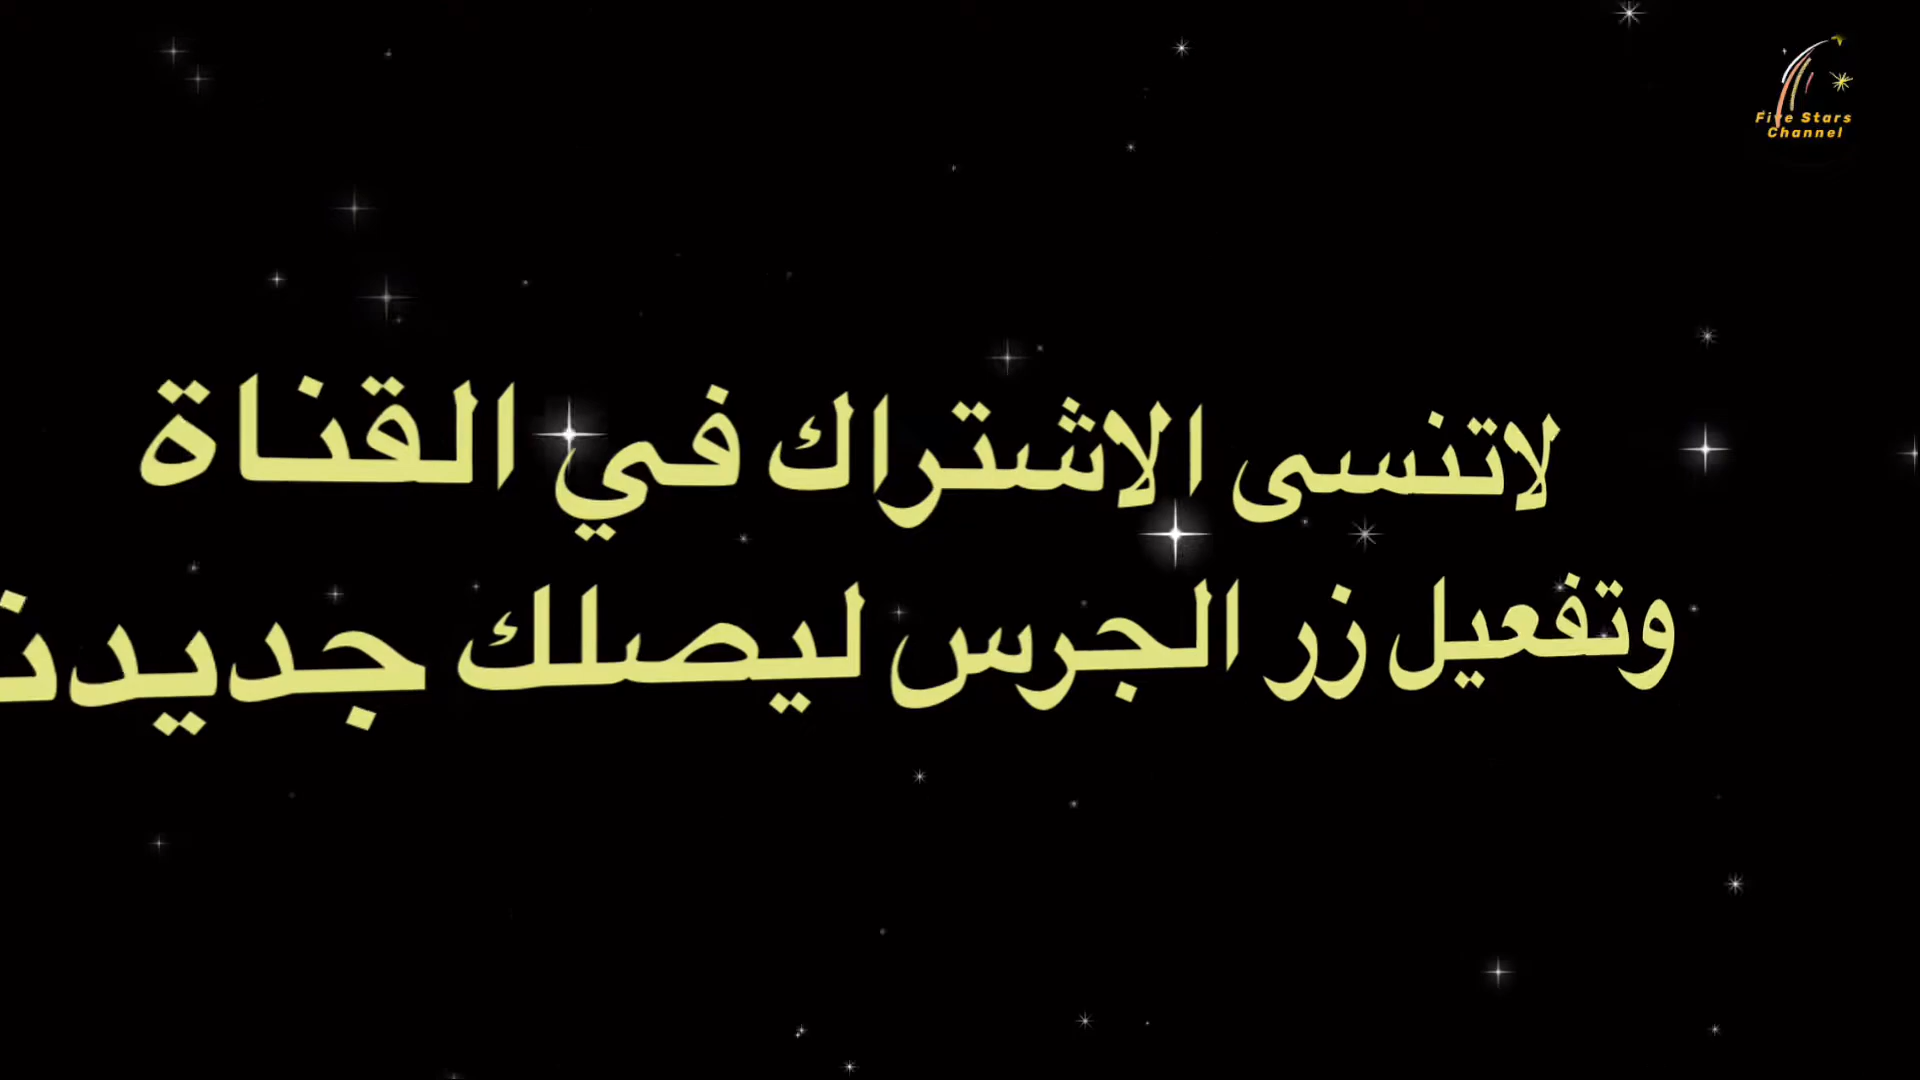 Five Stars
Channel
لاتنسى الاشتراك في القناة
وتفعيل زر الجرس ليصلك